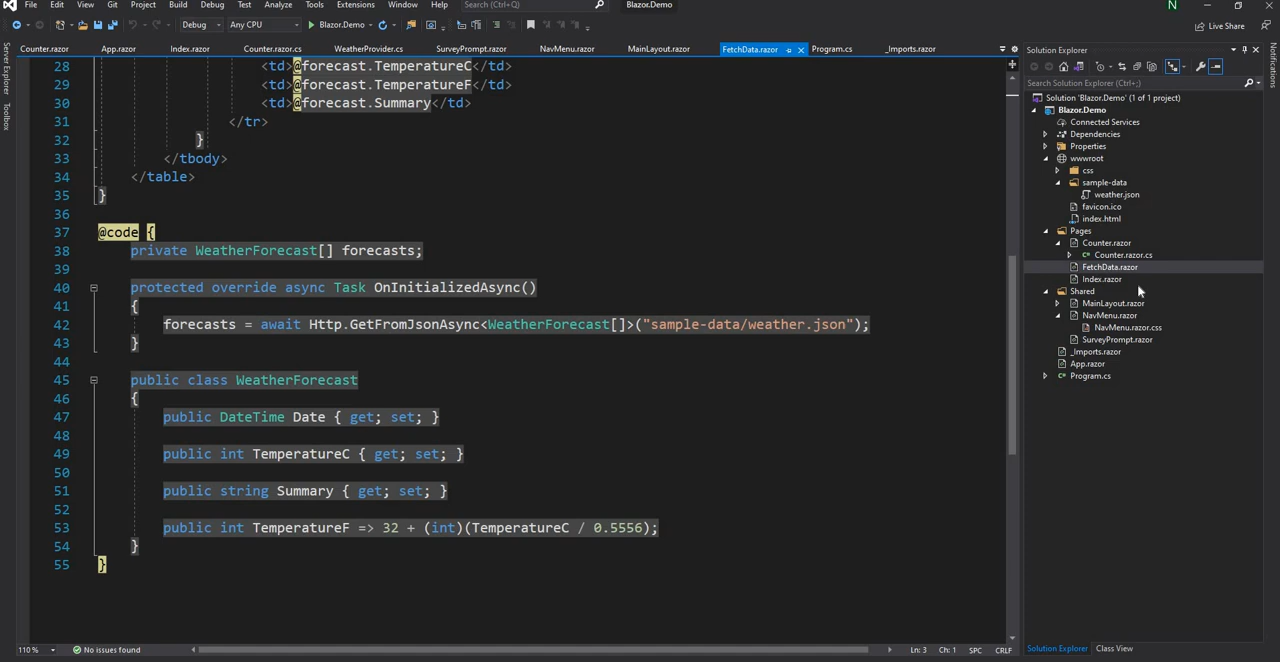 File Edit View Git Project Build Debug Test Analyze Tools Extensions Window Help Search (Ctrl+;) Blazor.Demo N
Debug Any CPU Blazor.Demo Live Share
Counter.razor App.razor Index.razor Counter.razor.cs WeatherProvider.cs SurveyPrompt.razor NavMenu.razor MainLayout.razor FetchData.razor Program.cs _Imports.razor
Server Explorer
Toolbox
28 <td>@forecast.TemperatureC</td>
29 <td>@forecast.TemperatureF</td>
30 <td>@forecast.Summary</td>
31 </tr>
32 }
33 </tbody>
34 </table>
35 }
36
37 @code {
38 private WeatherForecast[] forecasts;
39
40 protected override async Task OnInitializedAsync()
41 {
42 forecasts = await Http.GetFromJsonAsync<WeatherForecast[]>("sample-data/weather.json");
43 }
44
45 public class WeatherForecast
46 {
47 public DateTime Date { get; set; }
48
49 public int TemperatureC { get; set; }
50
51 public string Summary { get; set; }
52
53 public int TemperatureF => 32 + (int)(TemperatureC / 0.5556);
54 }
55 }
110 % No issues found Ln: 3 Ch: 1 SPC CRLF
Solution Explorer
Search Solution Explorer (Ctrl+;)
Solution 'Blazor.Demo' (1 of 1 project)
Blazor.Demo
Connected Services
Dependencies
Properties
wwwroot
css
sample-data
weather.json
favicon.ico
index.html
Pages
Counter.razor
Counter.razor.cs
FetchData.razor
Index.razor
Shared
MainLayout.razor
NavMenu.razor
NavMenu.razor.css
SurveyPrompt.razor
_Imports.razor
App.razor
Program.cs
Solution Explorer Class View
Notifications